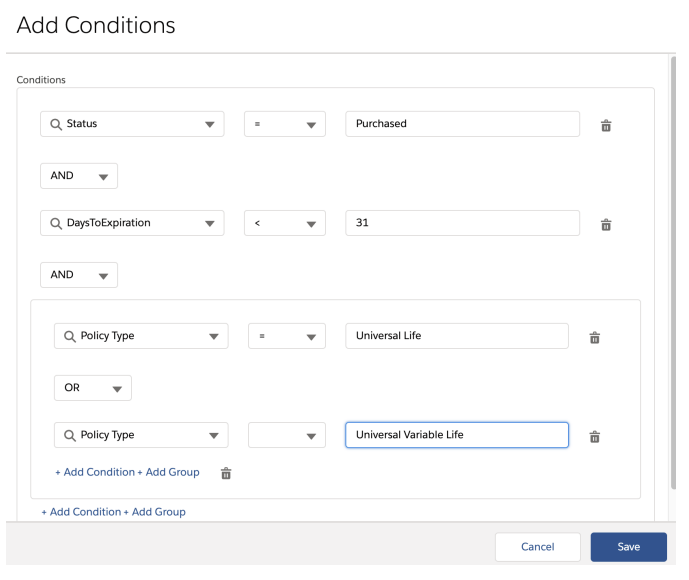 Add Conditions
Conditions
Status = Purchased
AND
DaysToExpiration < 31
AND
Policy Type = Universal Life
OR
Policy Type Universal Variable Life
+ Add Condition + Add Group
+ Add Condition + Add Group
Cancel Save